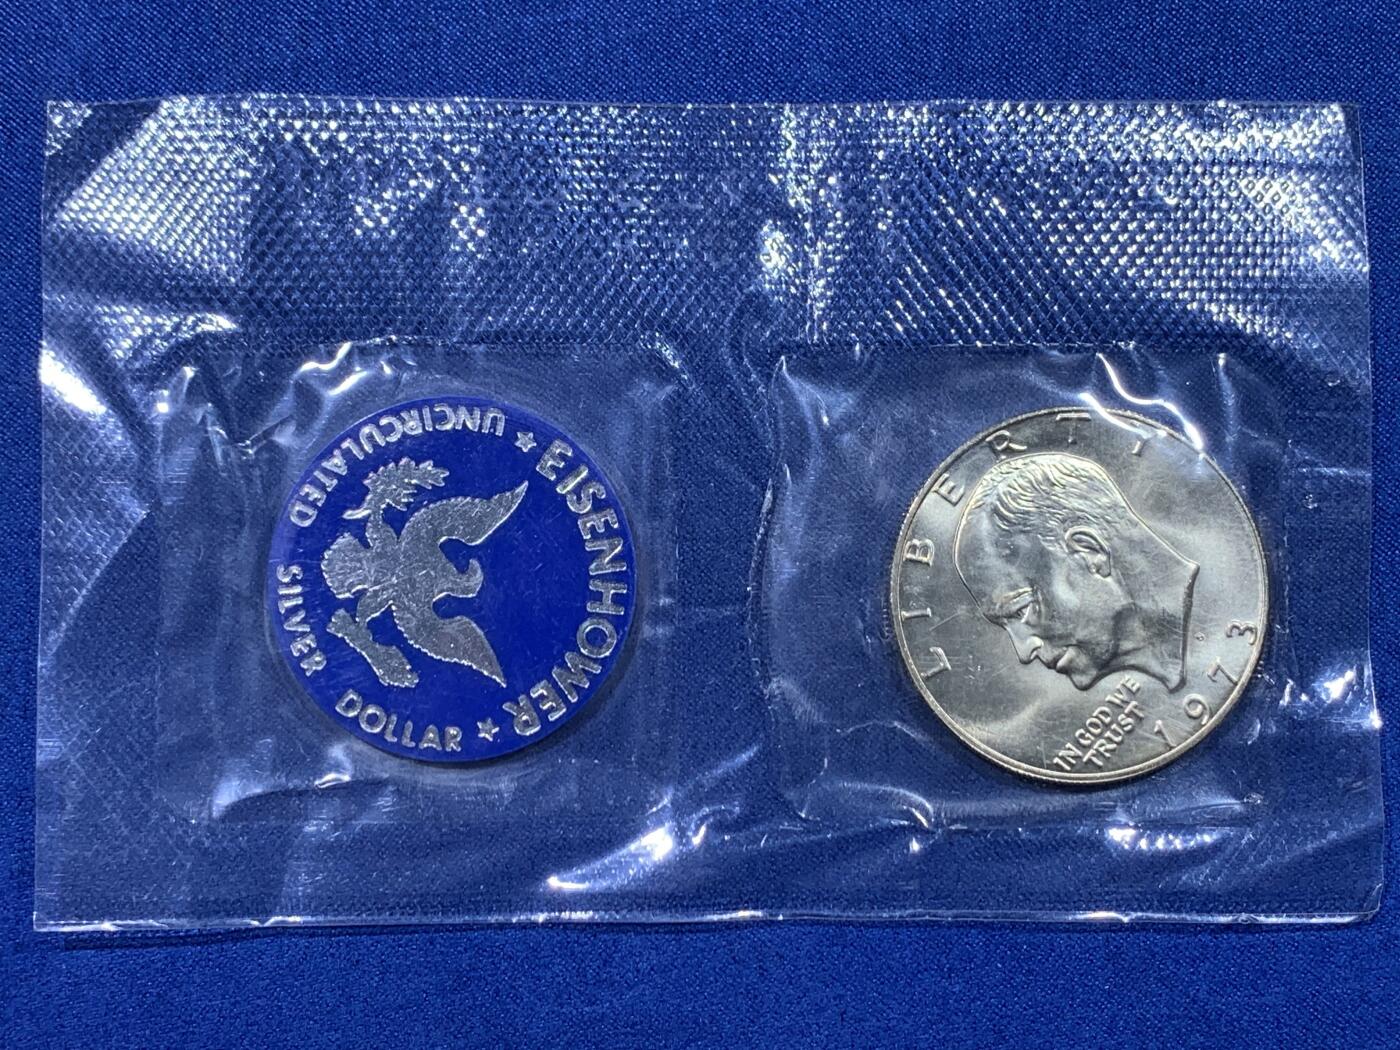 EISENHOWER
★ UNCIRCULATED SILVER DOLLAR ★
LIBERTY
IN GOD WE
TRUST
1973